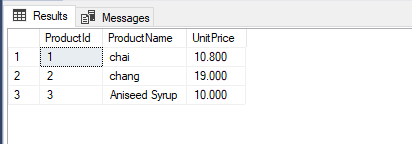 Results Messages
ProductId ProductName UnitPrice
1 1 chai 10.800
2 2 chang 19.000
3 3 Aniseed Syrup 10.000